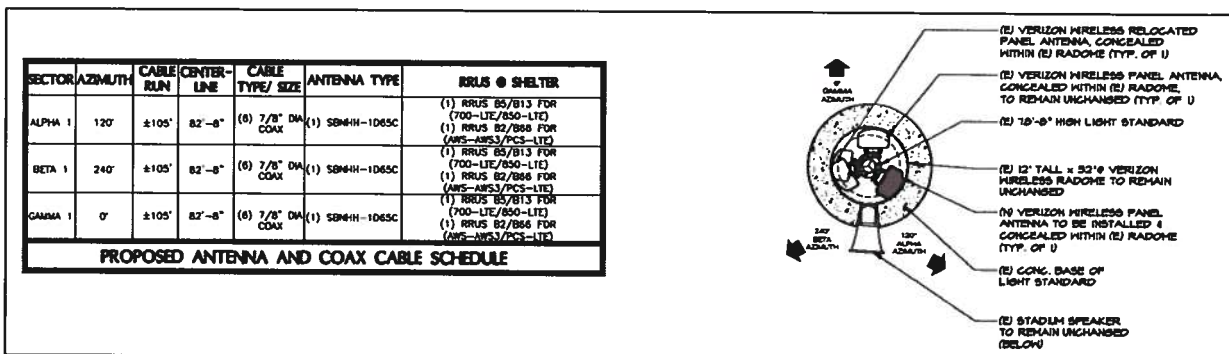 SECTOR AZIMUTH CABLE RUN CENTER-LINE CABLE TYPE/ SIZE ANTENNA TYPE RRUS @ SHELTER
ALPHA 1 120° ±105' 82'-8" (6) 7/8" DIA COAX (1) SBNHH-1D65C
(1) RRUS B5/B13 FOR
(700-LTE/850-LTE)
(1) RRUS B2/B66 FOR
(AWS-AWS3/PCS-LTE)
BETA 1 240° ±105' 82'-8" (6) 7/8" DIA COAX (1) SBNHH-1D65C
(1) RRUS B5/B13 FOR
(700-LTE/850-LTE)
(1) RRUS B2/B66 FOR
(AWS-AWS3/PCS-LTE)
GAMMA 1 0° ±105' 82'-8" (6) 7/8" DIA COAX (1) SBNHH-1D65C
(1) RRUS B5/B13 FOR
(700-LTE/850-LTE)
(1) RRUS B2/B66 FOR
(AWS-AWS3/PCS-LTE)
PROPOSED ANTENNA AND COAX CABLE SCHEDULE
0°
GAMMA
AZIMUTH
240°
BETA
AZIMUTH
120°
ALPHA
AZIMUTH
(E) VERIZON WIRELESS RELOCATED
PANEL ANTENNA, CONCEALED
WITHIN (E) RADOME (TYP. OF 1)
(E) VERIZON WIRELESS PANEL ANTENNA,
CONCEALED WITHIN (E) RADOME,
TO REMAIN UNCHANGED (TYP. OF 1)
(E) 78'-8" HIGH LIGHT STANDARD
(E) 12' TALL x 52"ø VERIZON
WIRELESS RADOME TO REMAIN
UNCHANGED
(N) VERIZON WIRELESS PANEL
ANTENNA TO BE INSTALLED &
CONCEALED WITHIN (E) RADOME
(TYP. OF 1)
(E) CONC. BASE OF
LIGHT STANDARD
(E) STADIUM SPEAKER
TO REMAIN UNCHANGED
(BELOW)